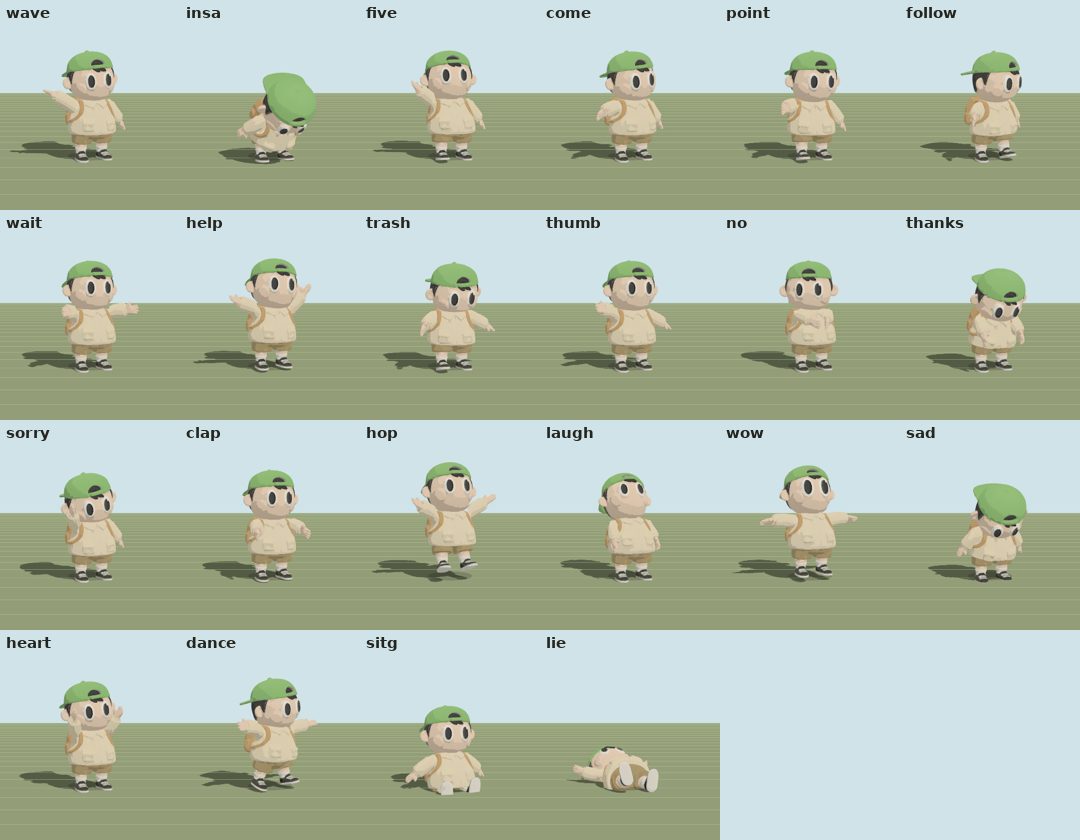 wave
insa
five
come
point
follow
wait
help
trash
thumb
no
thanks
sorry
clap
hop
laugh
wow
sad
heart
dance
sitg
lie